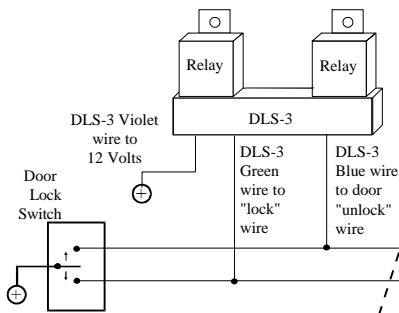 Relay
Relay
DLS-3
DLS-3 Violet
wire to
12 Volts
DLS-3
Green
wire to
"lock"
wire
DLS-3
Blue wire
to door
"unlock"
wire
Door
Lock
Switch